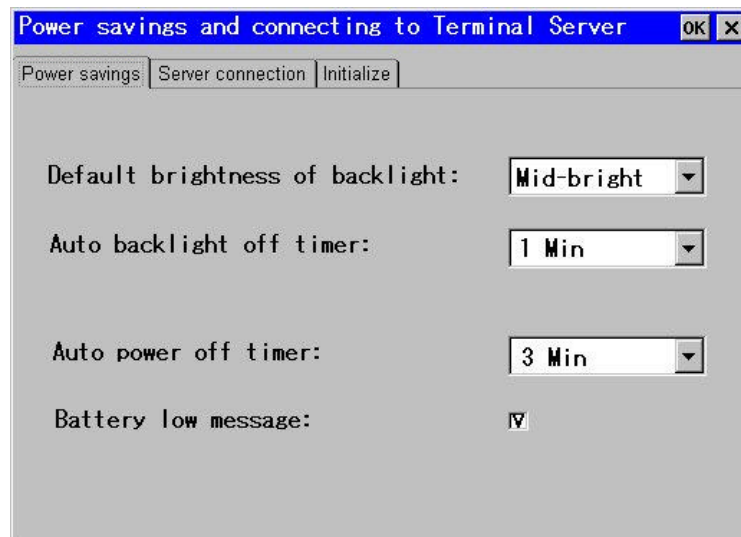 Power savings and connecting to Terminal Server OK ×
Power savings Server connection Initialize
Default brightness of backlight: Mid-bright
Auto backlight off timer: 1 Min
Auto power off timer: 3 Min
Battery low message: